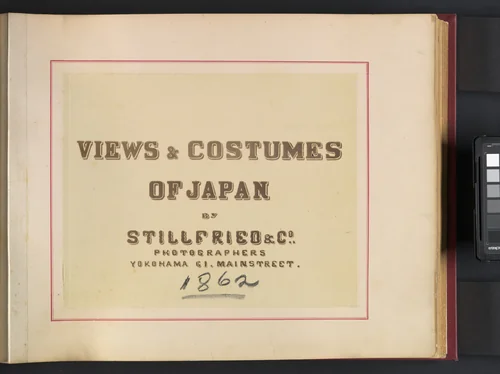 VIEWS & COSTUMES
OF JAPAN
BY
STILLFRIED & Co.
PHOTOGRAPHERS
YOKOHAMA 61. MAINSTREET.
1862